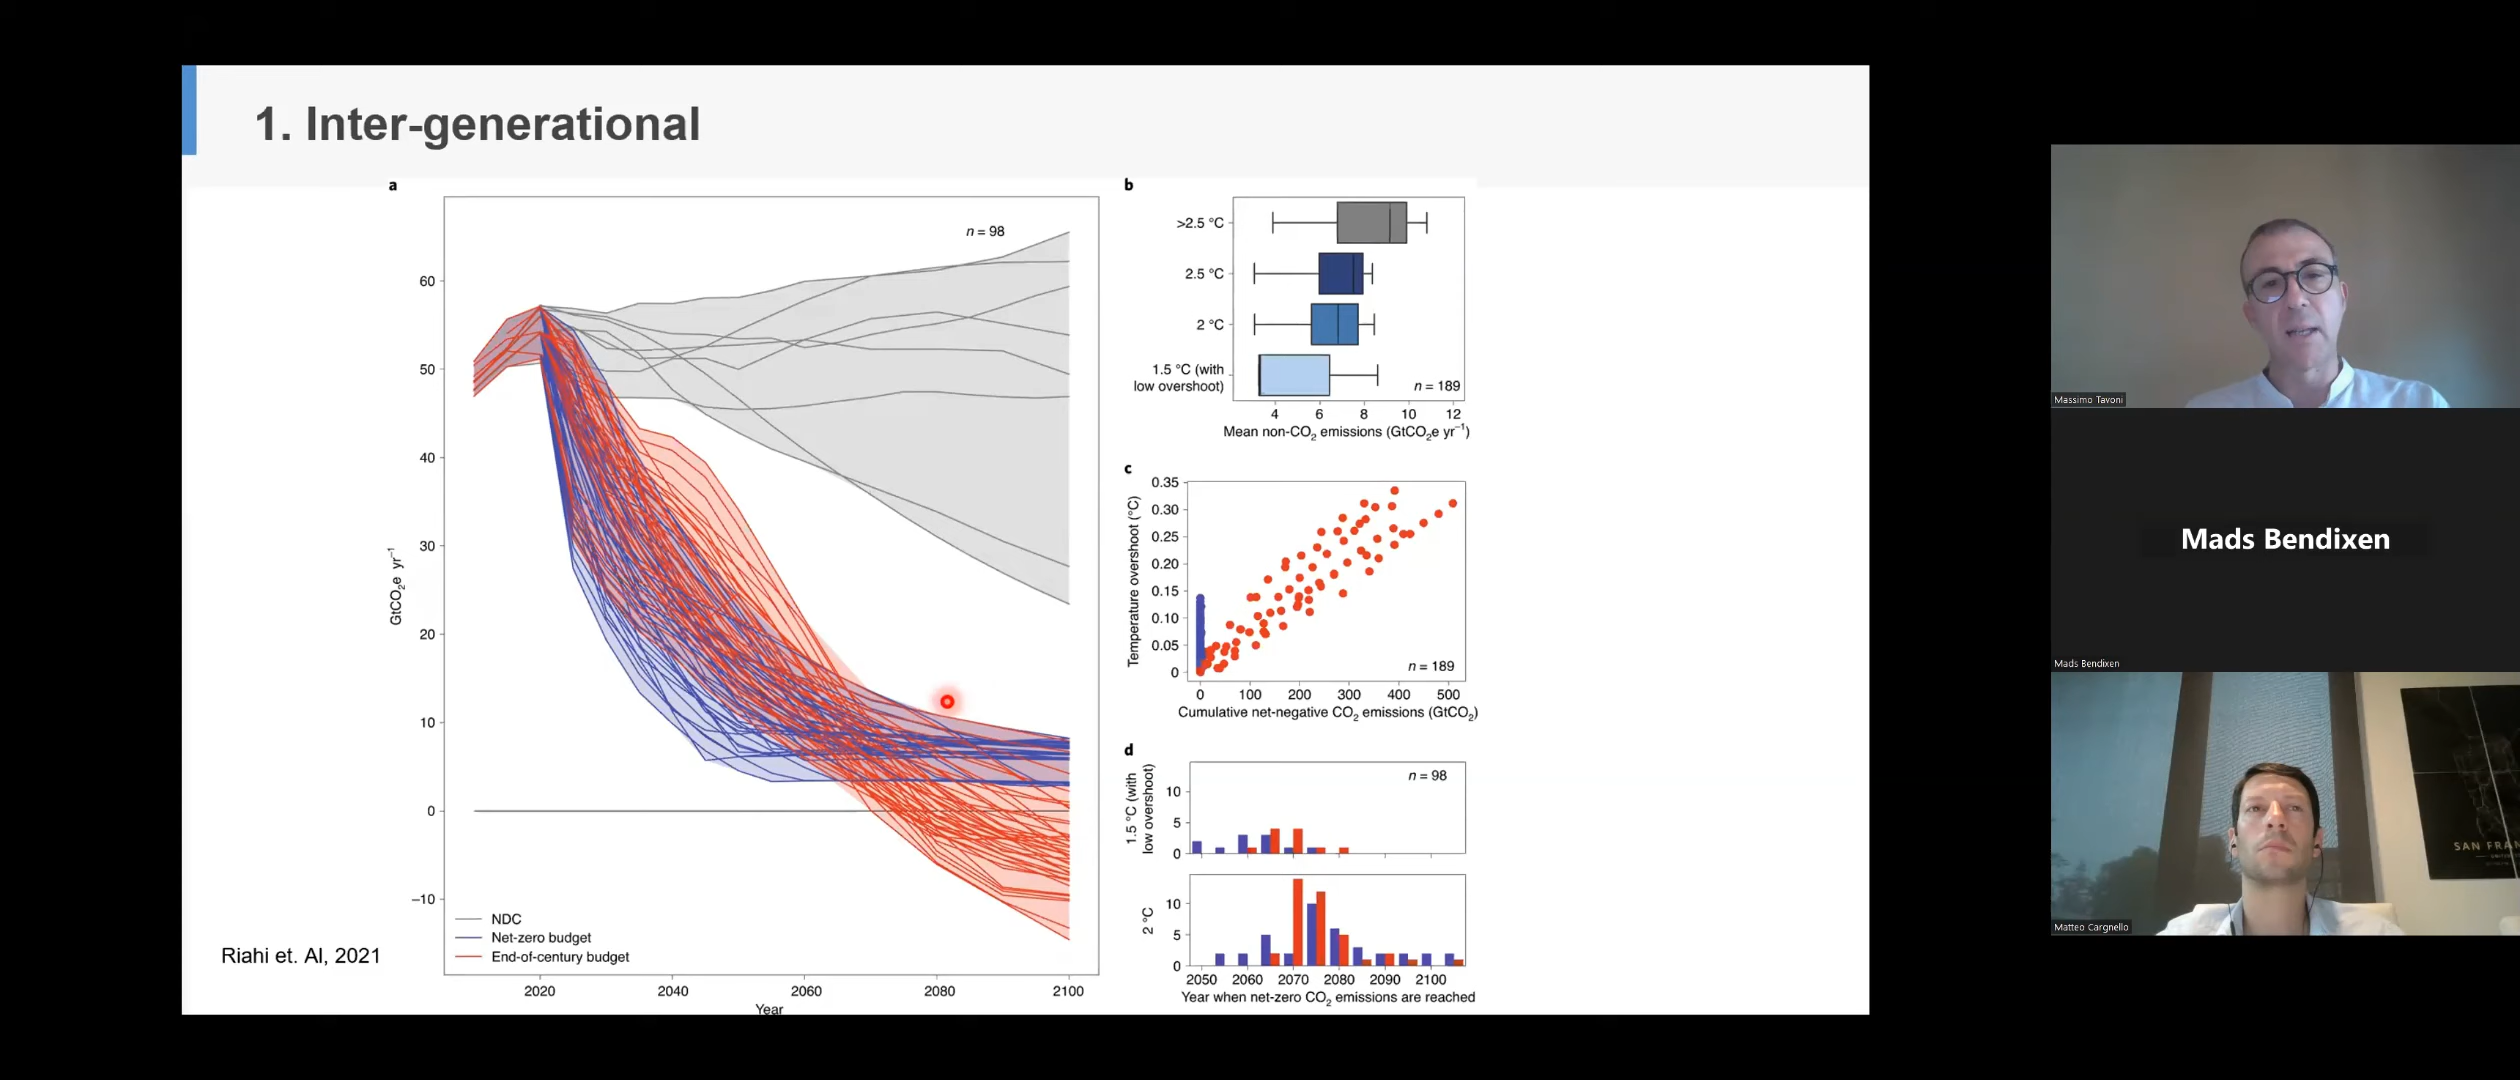 1. Inter-generational
a
n = 98
60
50
40
30
20
10
0
−10
GtCO2e yr−1
NDC
Net-zero budget
End-of-century budget
2020
2040
2060
2080
2100
Year
Riahi et. Al, 2021
b
>2.5 °C
2.5 °C
2 °C
1.5 °C (with
low overshoot)
n = 189
4
6
8
10
12
Mean non-CO2 emissions (GtCO2e yr−1)
c
0.35
0.30
0.25
0.20
0.15
0.10
0.05
0
Temperature overshoot (°C)
n = 189
0
100
200
300
400
500
Cumulative net-negative CO2 emissions (GtCO2)
d
1.5 °C (with
low overshoot)
n = 98
10
5
0
2 °C
10
5
0
2050
2060
2070
2080
2090
2100
Year when net-zero CO2 emissions are reached
Massimo Tavoni
Mads Bendixen
Mads Bendixen
SAN FRAN
Matteo Cargnello